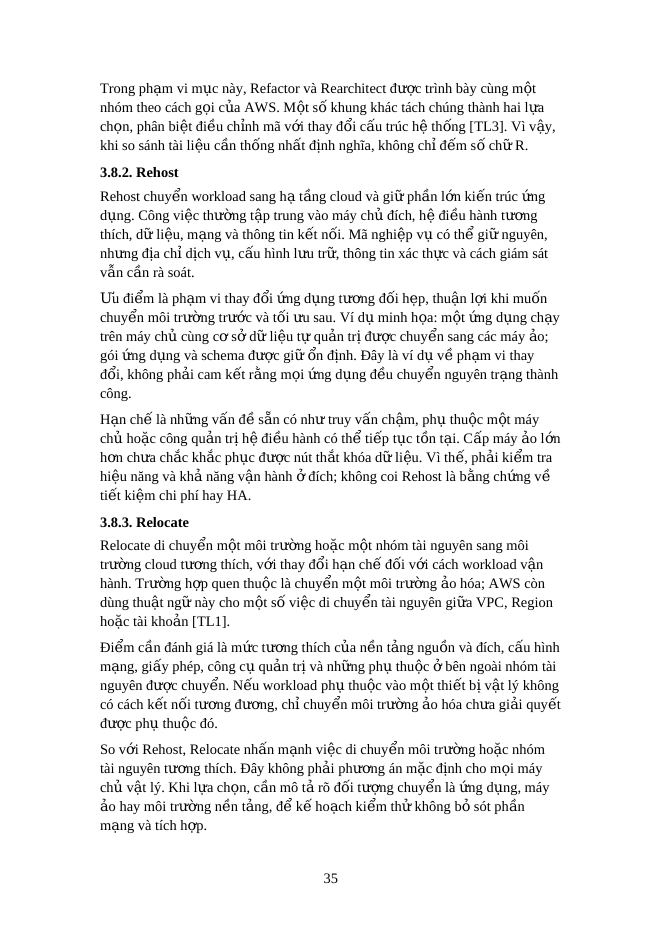 Trong phạm vi mục này, Refactor và Rearchitect được trình bày cùng một
nhóm theo cách gọi của AWS. Một số khung khác tách chúng thành hai lựa
chọn, phân biệt điều chỉnh mã với thay đổi cấu trúc hệ thống [TL3]. Vì vậy,
khi so sánh tài liệu cần thống nhất định nghĩa, không chỉ đếm số chữ R.
3.8.2. Rehost
Rehost chuyển workload sang hạ tầng cloud và giữ phần lớn kiến trúc ứng
dụng. Công việc thường tập trung vào máy chủ đích, hệ điều hành tương
thích, dữ liệu, mạng và thông tin kết nối. Mã nghiệp vụ có thể giữ nguyên,
nhưng địa chỉ dịch vụ, cấu hình lưu trữ, thông tin xác thực và cách giám sát
vẫn cần rà soát.
Ưu điểm là phạm vi thay đổi ứng dụng tương đối hẹp, thuận lợi khi muốn
chuyển môi trường trước và tối ưu sau. Ví dụ minh họa: một ứng dụng chạy
trên máy chủ cùng cơ sở dữ liệu tự quản trị được chuyển sang các máy ảo;
gói ứng dụng và schema được giữ ổn định. Đây là ví dụ về phạm vi thay
đổi, không phải cam kết rằng mọi ứng dụng đều chuyển nguyên trạng thành
công.
Hạn chế là những vấn đề sẵn có như truy vấn chậm, phụ thuộc một máy
chủ hoặc công quản trị hệ điều hành có thể tiếp tục tồn tại. Cấp máy ảo lớn
hơn chưa chắc khắc phục được nút thắt khóa dữ liệu. Vì thế, phải kiểm tra
hiệu năng và khả năng vận hành ở đích; không coi Rehost là bằng chứng về
tiết kiệm chi phí hay HA.
3.8.3. Relocate
Relocate di chuyển một môi trường hoặc một nhóm tài nguyên sang môi
trường cloud tương thích, với thay đổi hạn chế đối với cách workload vận
hành. Trường hợp quen thuộc là chuyển một môi trường ảo hóa; AWS còn
dùng thuật ngữ này cho một số việc di chuyển tài nguyên giữa VPC, Region
hoặc tài khoản [TL1].
Điểm cần đánh giá là mức tương thích của nền tảng nguồn và đích, cấu hình
mạng, giấy phép, công cụ quản trị và những phụ thuộc ở bên ngoài nhóm tài
nguyên được chuyển. Nếu workload phụ thuộc vào một thiết bị vật lý không
có cách kết nối tương đương, chỉ chuyển môi trường ảo hóa chưa giải quyết
được phụ thuộc đó.
So với Rehost, Relocate nhấn mạnh việc di chuyển môi trường hoặc nhóm
tài nguyên tương thích. Đây không phải phương án mặc định cho mọi máy
chủ vật lý. Khi lựa chọn, cần mô tả rõ đối tượng chuyển là ứng dụng, máy
ảo hay môi trường nền tảng, để kế hoạch kiểm thử không bỏ sót phần
mạng và tích hợp.
35